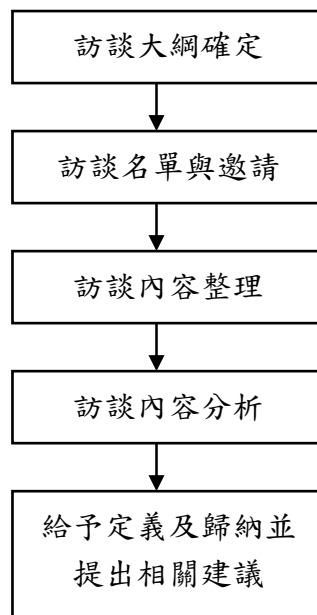 訪談大綱確定
訪談名單與邀請
訪談內容整理
訪談內容分析
給予定義及歸納並
提出相關建議